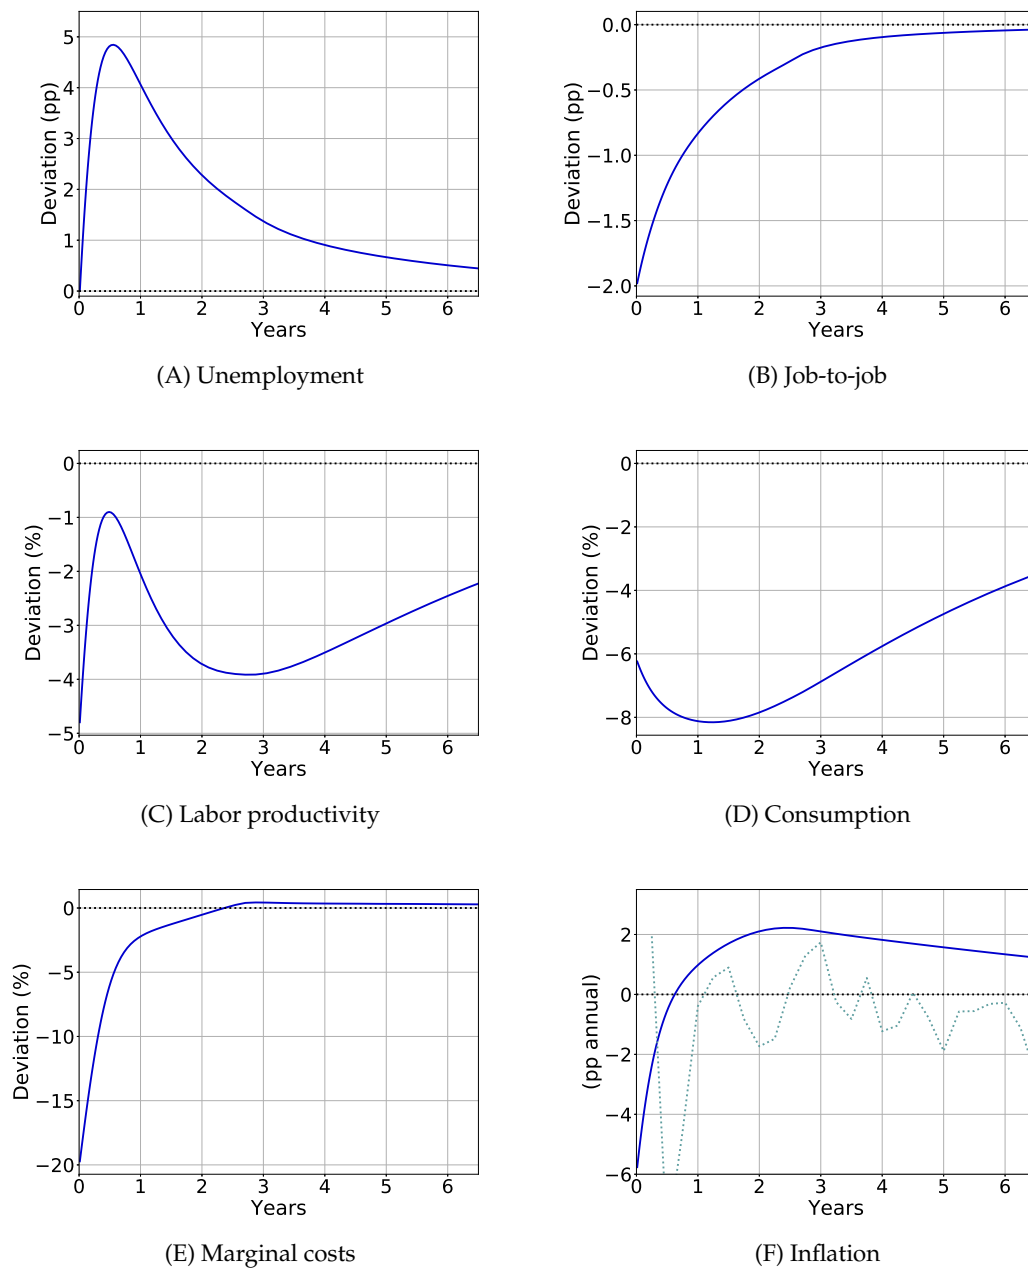 5
4
3
2
1
0
Deviation (pp)
0 1 2 3 4 5 6
Years
(A) Unemployment
0.0
−0.5
−1.0
−1.5
−2.0
Deviation (pp)
0 1 2 3 4 5 6
Years
(B) Job-to-job
0
−1
−2
−3
−4
−5
Deviation (%)
0 1 2 3 4 5 6
Years
(C) Labor productivity
0
−2
−4
−6
−8
Deviation (%)
0 1 2 3 4 5 6
Years
(D) Consumption
0
−5
−10
−15
−20
Deviation (%)
0 1 2 3 4 5 6
Years
(E) Marginal costs
2
0
−2
−4
−6
(pp annual)
0 1 2 3 4 5 6
Years
(F) Inflation